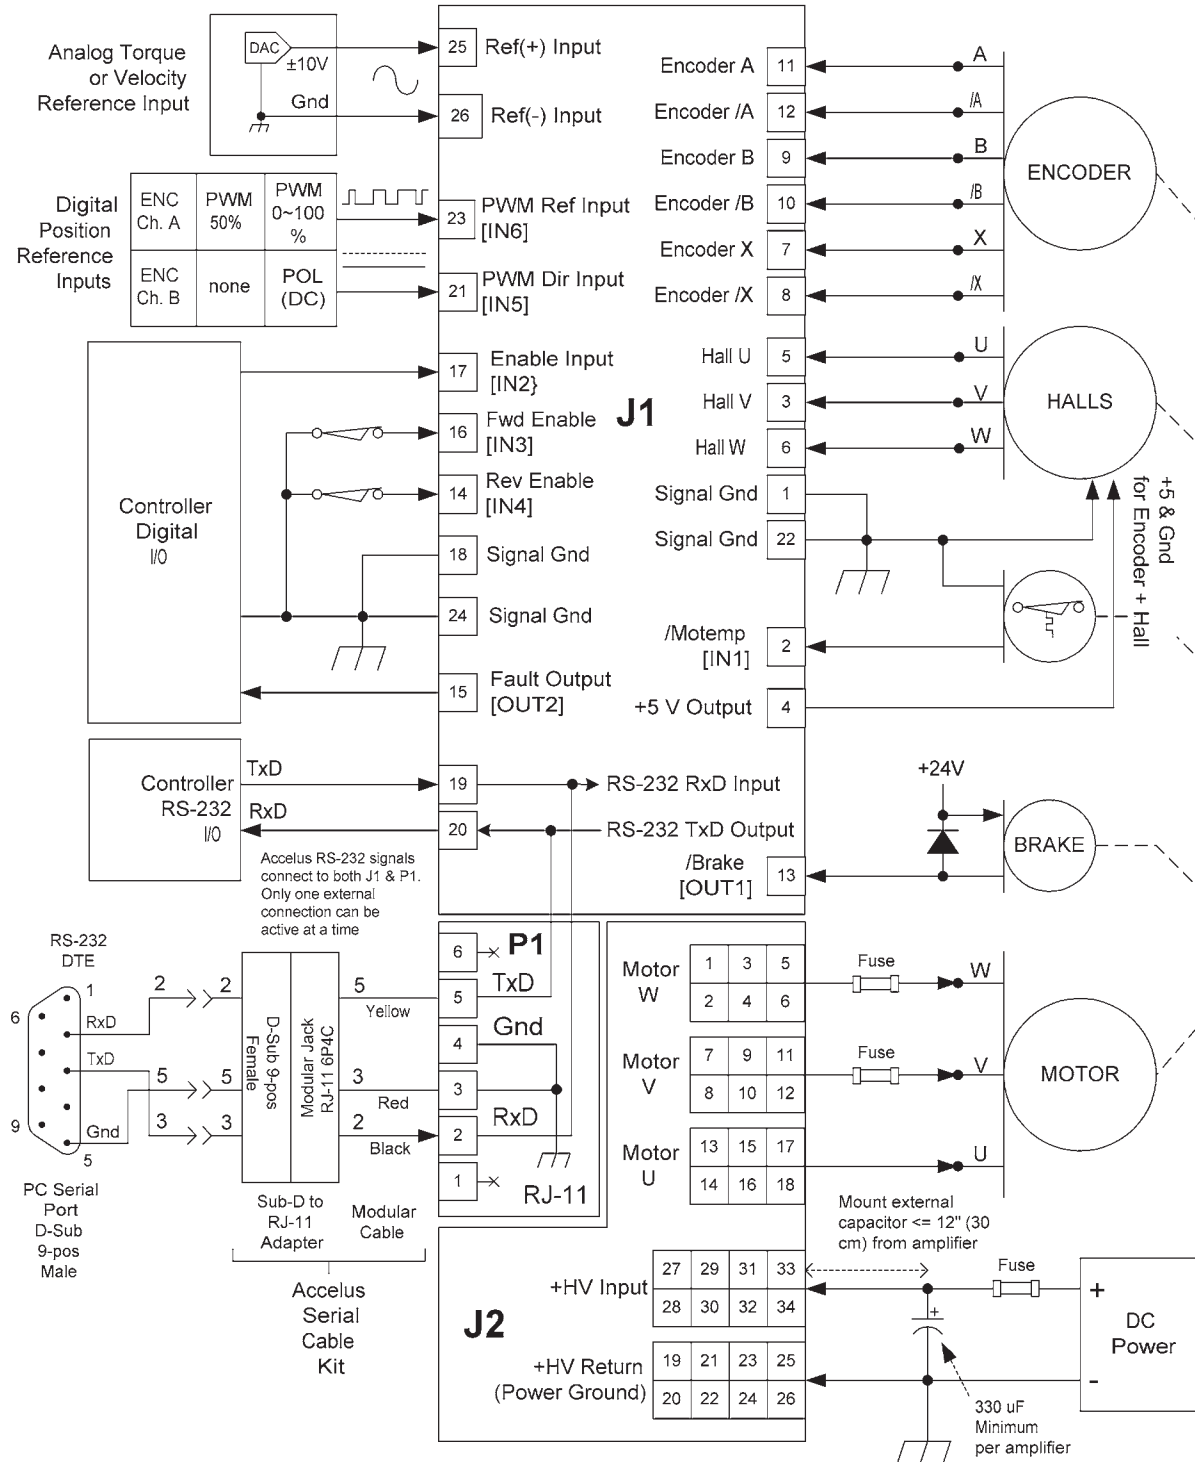 Analog Torque
or Velocity
Reference Input
DAC
±10V
Gnd
25
Ref(+) Input
26
Ref(-) Input
Digital
Position
Reference
Inputs
ENC
Ch. A
PWM
50%
PWM
0~100
%
ENC
Ch. B
none
POL
(DC)
23
PWM Ref Input
[IN6]
21
PWM Dir Input
[IN5]
Controller
Digital
I/O
17
Enable Input
[IN2}
16
Fwd Enable
[IN3]
14
Rev Enable
[IN4]
18
Signal Gnd
24
Signal Gnd
15
Fault Output
[OUT2]
J1
Encoder A
11
A
Encoder /A
12
/A
Encoder B
9
B
Encoder /B
10
/B
Encoder X
7
X
Encoder /X
8
/X
ENCODER
Hall U
5
U
Hall V
3
V
Hall W
6
W
HALLS
Signal Gnd
1
Signal Gnd
22
+5 & Gnd
for Encoder + Hall
/Motemp
[IN1]
2
+5 V Output
4
Controller
RS-232
I/O
TxD
19
RS-232 RxD Input
RxD
20
RS-232 TxD Output
+24V
BRAKE
/Brake
[OUT1]
13
Accelus RS-232 signals
connect to both J1 & P1.
Only one external
connection can be
active at a time
RS-232
DTE
1
6
RxD
TxD
9
Gnd
5
PC Serial
Port
D-Sub
9-pos
Male
2
2
5
5
3
3
D-Sub 9-pos
Female
Modular Jack
RJ-11 6P4C
5
Yellow
3
Red
2
Black
Sub-D to
RJ-11
Adapter
Modular
Cable
Accelus
Serial
Cable
Kit
6
P1
5
TxD
4
Gnd
3
2
RxD
1
RJ-11
Motor
W
1 3 5
2 4 6
Fuse
W
Motor
V
7 9 11
8 10 12
Fuse
V
Motor
U
13 15 17
14 16 18
U
MOTOR
Mount external
capacitor <= 12" (30
cm) from amplifier
J2
+HV Input
27 29 31 33
28 30 32 34
Fuse
+
+
-
DC
Power
+HV Return
(Power Ground)
19 21 23 25
20 22 24 26
330 uF
Minimum
per amplifier